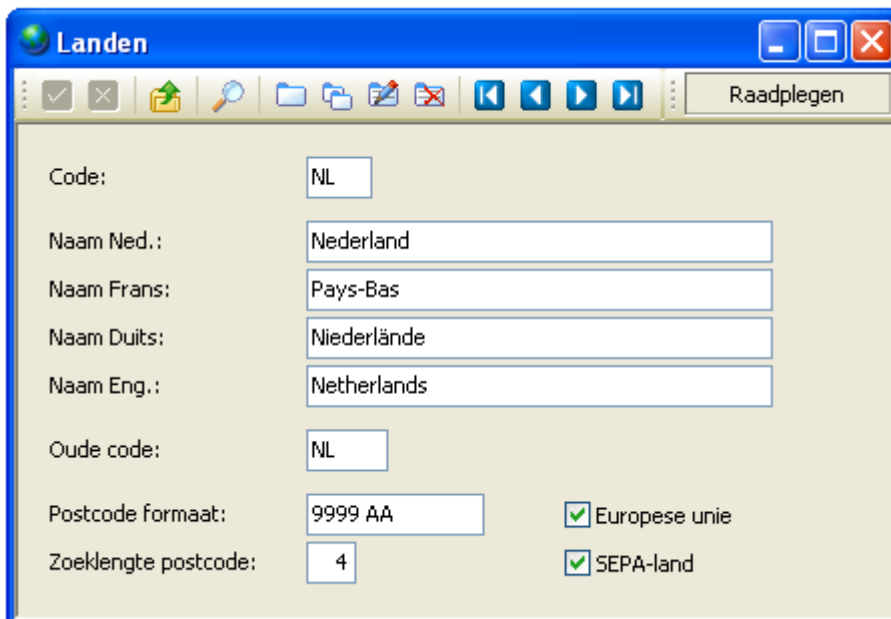 Landen
Raadplegen
Code: NL
Naam Ned.: Nederland
Naam Frans: Pays-Bas
Naam Duits: Niederlände
Naam Eng.: Netherlands
Oude code: NL
Postcode formaat: 9999 AA Europese unie
Zoeklengte postcode: 4 SEPA-land